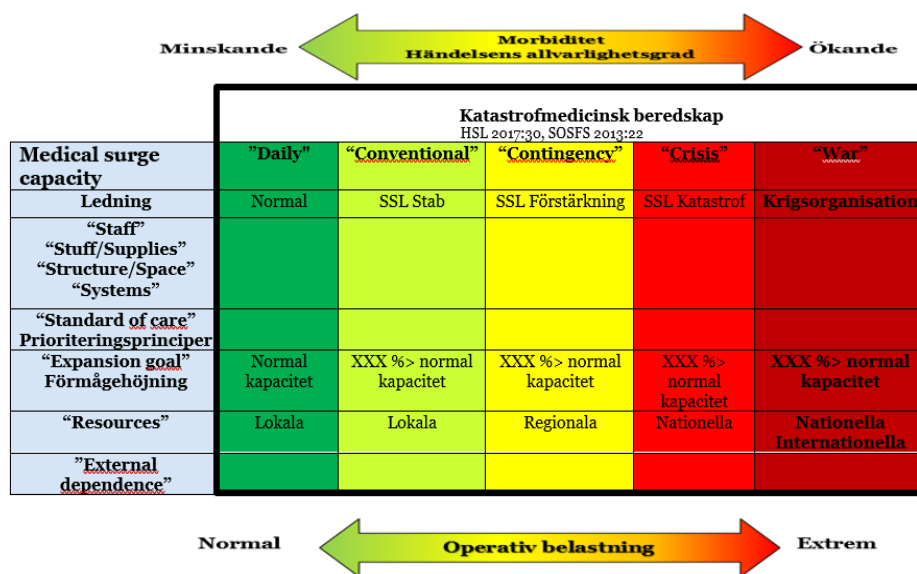 Morbiditet
Minskande
Händelsens allvarlighetsgrad
Ökande
Katastrofmedicinsk beredskap
HSL 2017:30, SOSFS 2013:22
Medical surge capacity
”Daily"
“Conventional”
“Contingency”
“Crisis”
“War”
Ledning
Normal
SSL Stab
SSL Förstärkning
SSL Katastrof
Krigsorganisation
“Staff”
“Stuff/Supplies”
“Structure/Space”
“Systems”
“Standard of care”
Prioriteringsprinciper
“Expansion goal”
Förmågehöjning
Normal
kapacitet
XXX %> normal
kapacitet
XXX %> normal
kapacitet
XXX %>
normal
kapacitet
XXX %> normal
kapacitet
“Resources”
Lokala
Lokala
Regionala
Nationella
Nationella
Internationella
”External
dependence”
Normal
Operativ belastning
Extrem